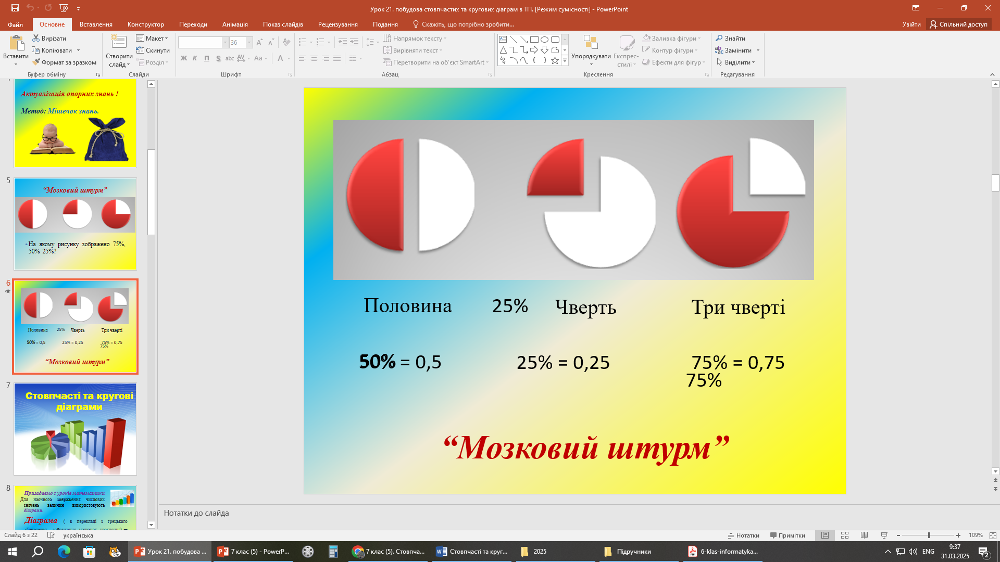 Урок 21. побудова стовпчастих та кругових діаграм в ТП. [Режим сумісності] - PowerPoint
Файл
Основне
Вставлення
Конструктор
Переходи
Анімація
Показ слайдів
Рецензування
Подання
Скажіть, що потрібно зробити...
Увійти
Спільний доступ
Вставити
Вирізати
Копіювати
Формат за зразком
Буфер обміну
Створити
слайд
Макет
Скинути
Розділ
Слайди
36
Ж К П S abc AV Aa A
Шрифт
Напрямок тексту
Вирівняти текст
Перетворити на об'єкт SmartArt
Абзац
Упорядкувати
Експрес-
стилі
Заливка фігури
Контур фігури
Ефекти для фігур
Креслення
Знайти
Замінити
Виділити
Редагування
Актуалізація опорних знань !
Метод: Мішечок знань.
5
“Мозковий штурм”
На якому рисунку зображено 75%,
50% 25%?
6
Половина 25% Чверть Три чверті
50% = 0,5 25% = 0,25 75% = 0,75
75%
“Мозковий штурм”
7
Стовпчасті та кругові
діаграми
8
Пригадаємо з уроків математики
Для наочного зображення числових
значень величин використовують
діаграми.
Діаграма ( в перекладі з грецького
Половина 25% Чверть Три чверті
50% = 0,5 25% = 0,25 75% = 0,75
75%
“Мозковий штурм”
Нотатки до слайда
Слайд 6 з 22
українська
Нотатки
Примітки
109%
Урок 21. побудова ...
7 клас (5) - PowerP...
7 клас (5). Стовпча...
Стовпчасті та круг...
2025
Підручники
6-klas-informatyka...
ENG
9:37
31.03.2025
2